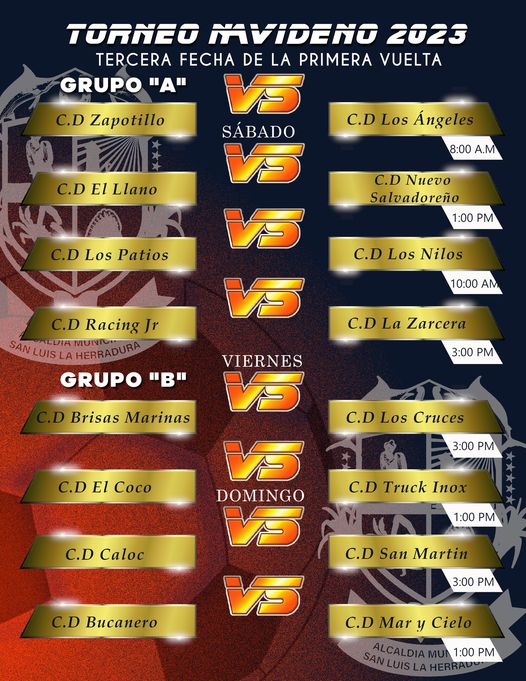 TORNEO NAVIDENO 2023
TERCERA FECHA DE LA PRIMERA VUELTA
GRUPO "A"
VS
C.D Zapotillo
C.D Los Ángeles
SÁBADO
8:00 A.M
VS
C.D El Llano
C.D Nuevo
Salvadoreño
1:00 PM
VS
C.D Los Patios
C.D Los Nilos
10:00 AM
VS
C.D Racing Jr
C.D La Zarcera
ALCALDIA MUNIC
SAN LUIS LA HERRADURA
3:00 PM
VIERNES
GRUPO "B"
VS
C.D Brisas Marinas
C.D Los Cruces
3:00 PM
VS
C.D El Coco
C.D Truck Inox
DOMINGO
1:00 PM
VS
C.D Caloc
C.D San Martin
3:00 PM
VS
C.D Bucanero
C.D Mar y Cielo
ALCALDIA MUNI
SAN LUIS LA HERRADU
1:00 PM